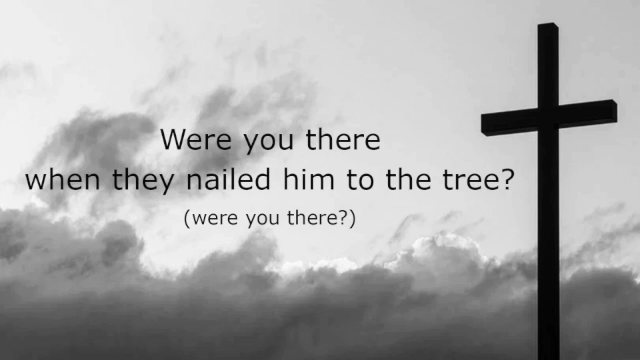 Were you there
when they nailed him to the tree?
(were you there?)